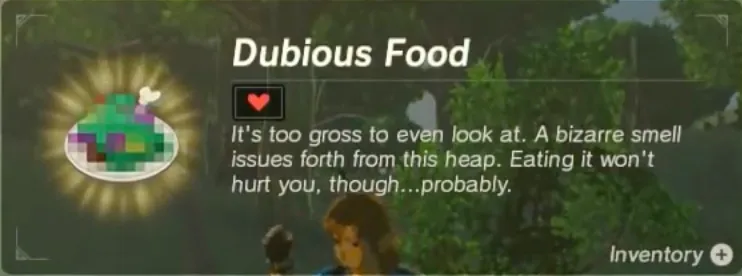 Dubious Food
It's too gross to even look at. A bizarre smell
issues forth from this heap. Eating it won't
hurt you, though...probably.
Inventory